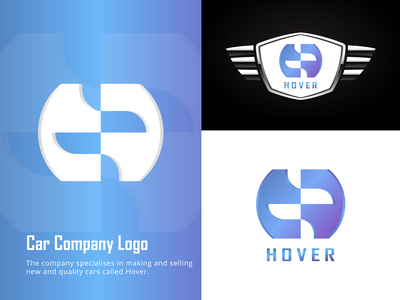 Car Company Logo
The company specialises in making and selling
new and quality cars called Hover.
HOVER
HOVER